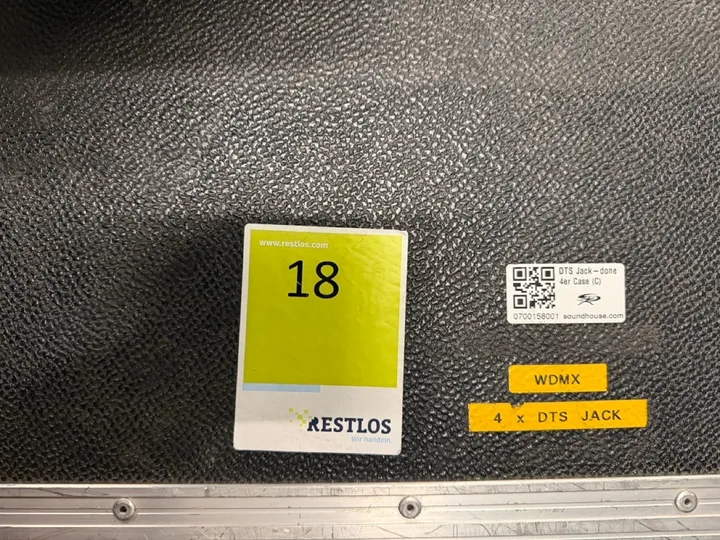 www.restlos.com
18
RESTLOS
Wir handeln.
DTS Jack-done
4er Case (C)
0700158001 soundhouse.com
WDMX
4 x DTS JACK